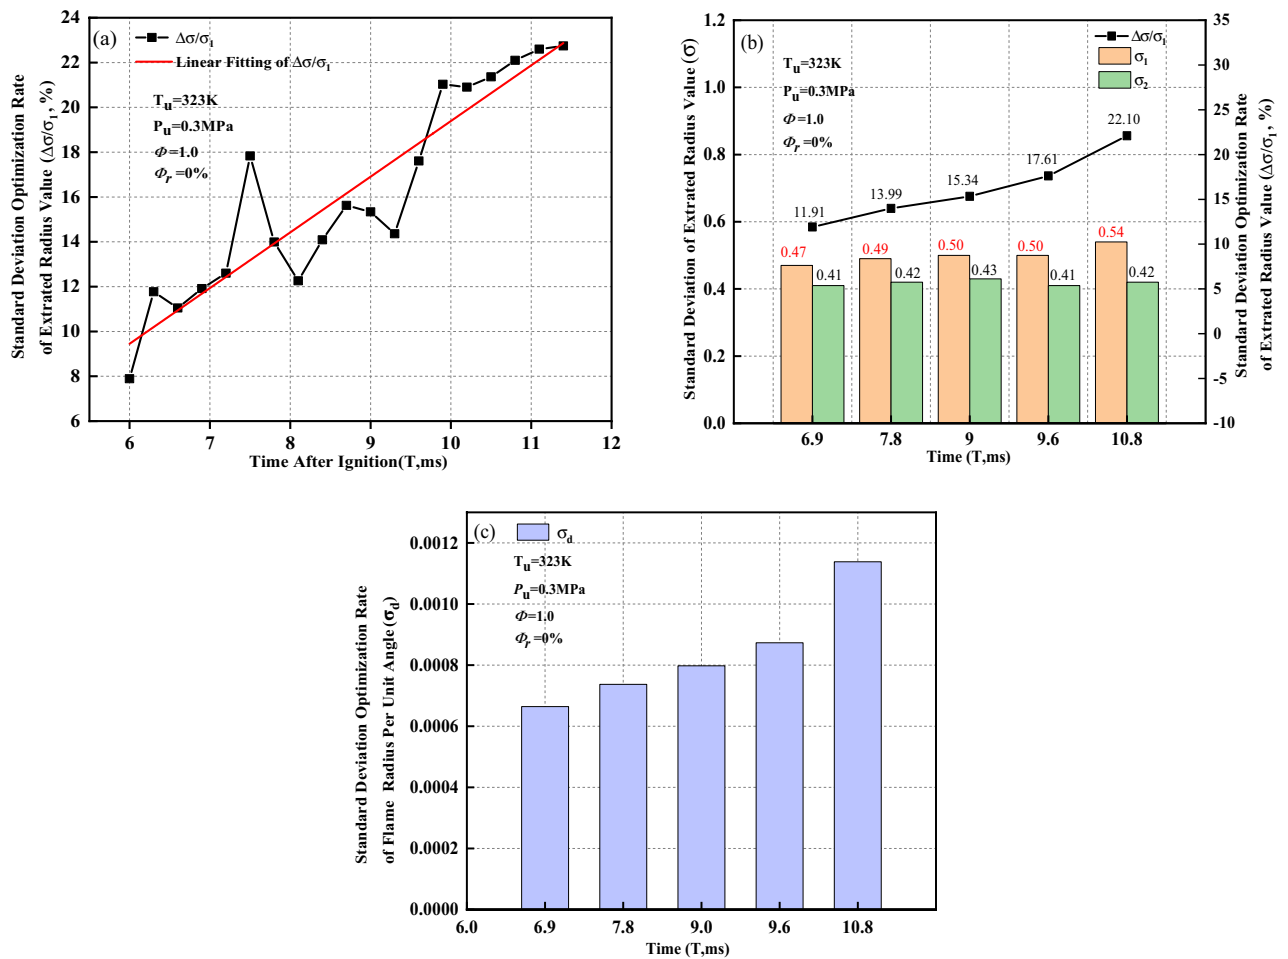 (a)
Δσ/σ1
Linear Fitting of Δσ/σ1
Tu=323K
Pu=0.3MPa
Φ=1.0
Φr=0%
24
22
20
18
16
14
12
10
8
6
6 7 8 9 10 11 12
Time After Ignition(T,ms)
Standard Deviation Optimization Rate
of Extrated Radius Value (Δσ/σ1, %)
(b)
Δσ/σ1
σ1
σ2
Tu=323K
Pu=0.3MPa
Φ=1.0
Φr=0%
1.2
1.0
0.8
0.6
0.4
0.2
0.0
Standard Deviation of Extrated Radius Value (σ)
11.91 13.99 15.34 17.61 22.10
0.47 0.41 0.49 0.42 0.50 0.43 0.50 0.41 0.54 0.42
35
30
25
20
15
10
5
0
-5
-10
Standard Deviation Optimization Rate
of Extrated Radius Value (Δσ/σ1, %)
6.9 7.8 9 9.6 10.8
Time (T,ms)
(c)
σd
Tu=323K
Pu=0.3MPa
Φ=1.0
Φr=0%
0.0012
0.0010
0.0008
0.0006
0.0004
0.0002
0.0000
Standard Deviation Optimization Rate
of Flame Radius Per Unit Angle (σd)
6.0 6.9 7.8 9.0 9.6 10.8
Time (T,ms)